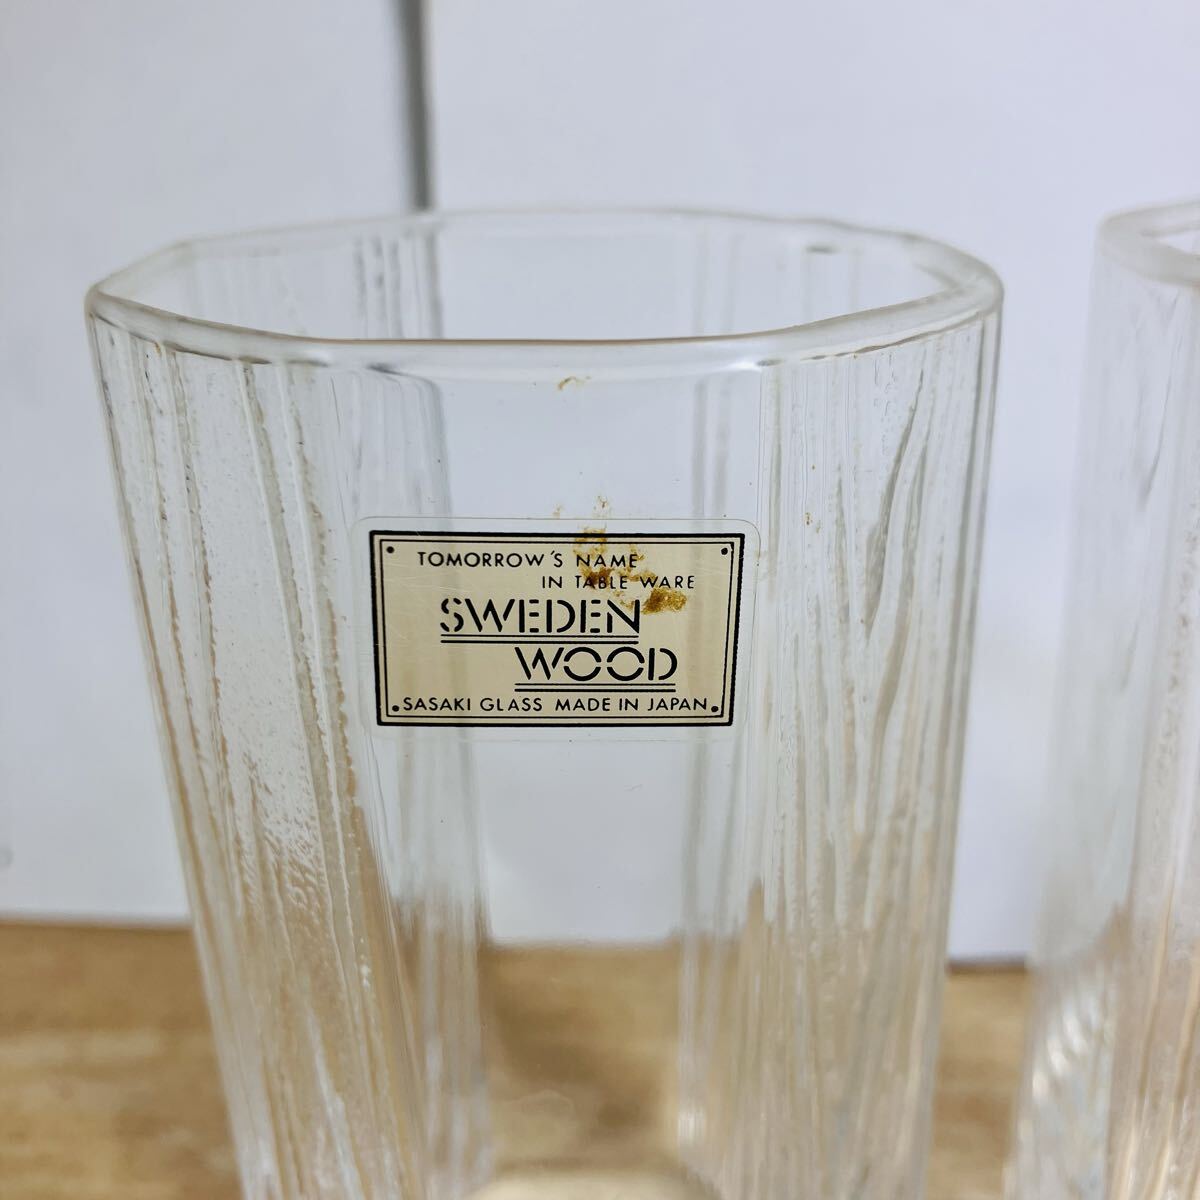 TOMORROW'S NAME
IN TABLE WARE
SWEDEN
WOOD
SASAKI GLASS MADE IN JAPAN